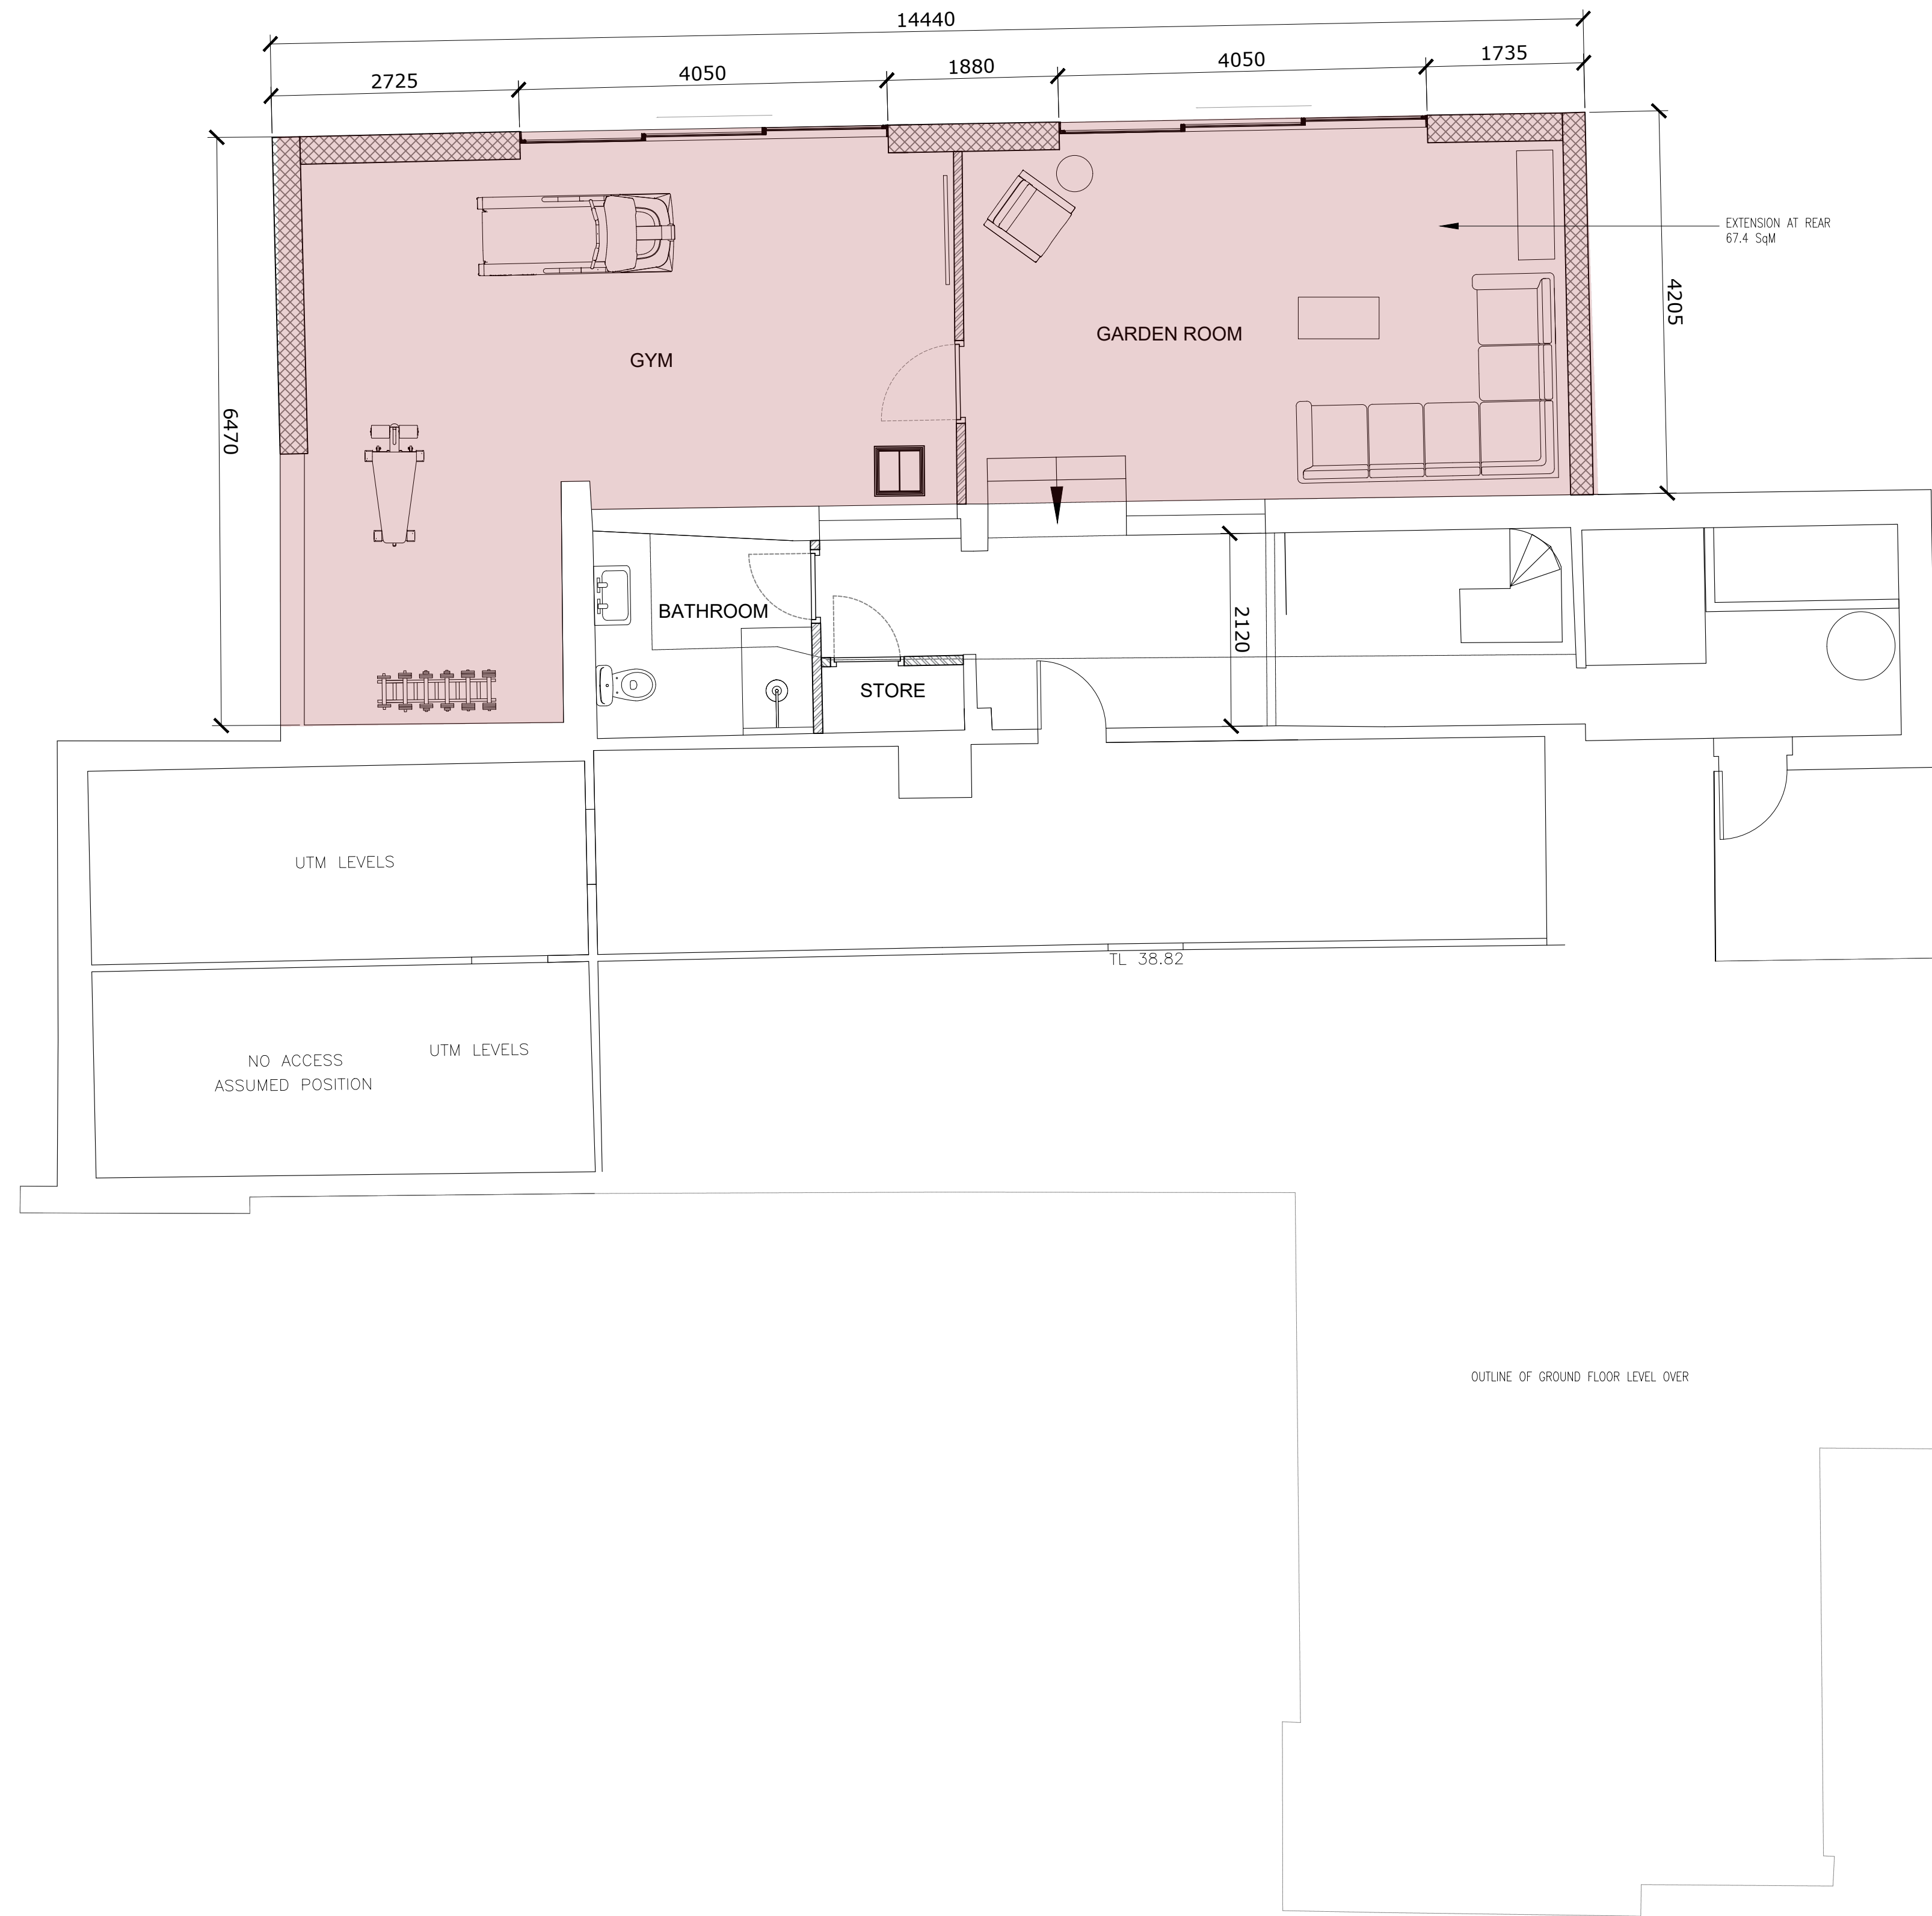 14440
2725
4050
1880
4050
1735
EXTENSION AT REAR
67.4 SqM
4205
6470
GYM
GARDEN ROOM
BATHROOM
STORE
2120
UTM LEVELS
TL 38.82
NO ACCESS
ASSUMED POSITION
UTM LEVELS
OUTLINE OF GROUND FLOOR LEVEL OVER